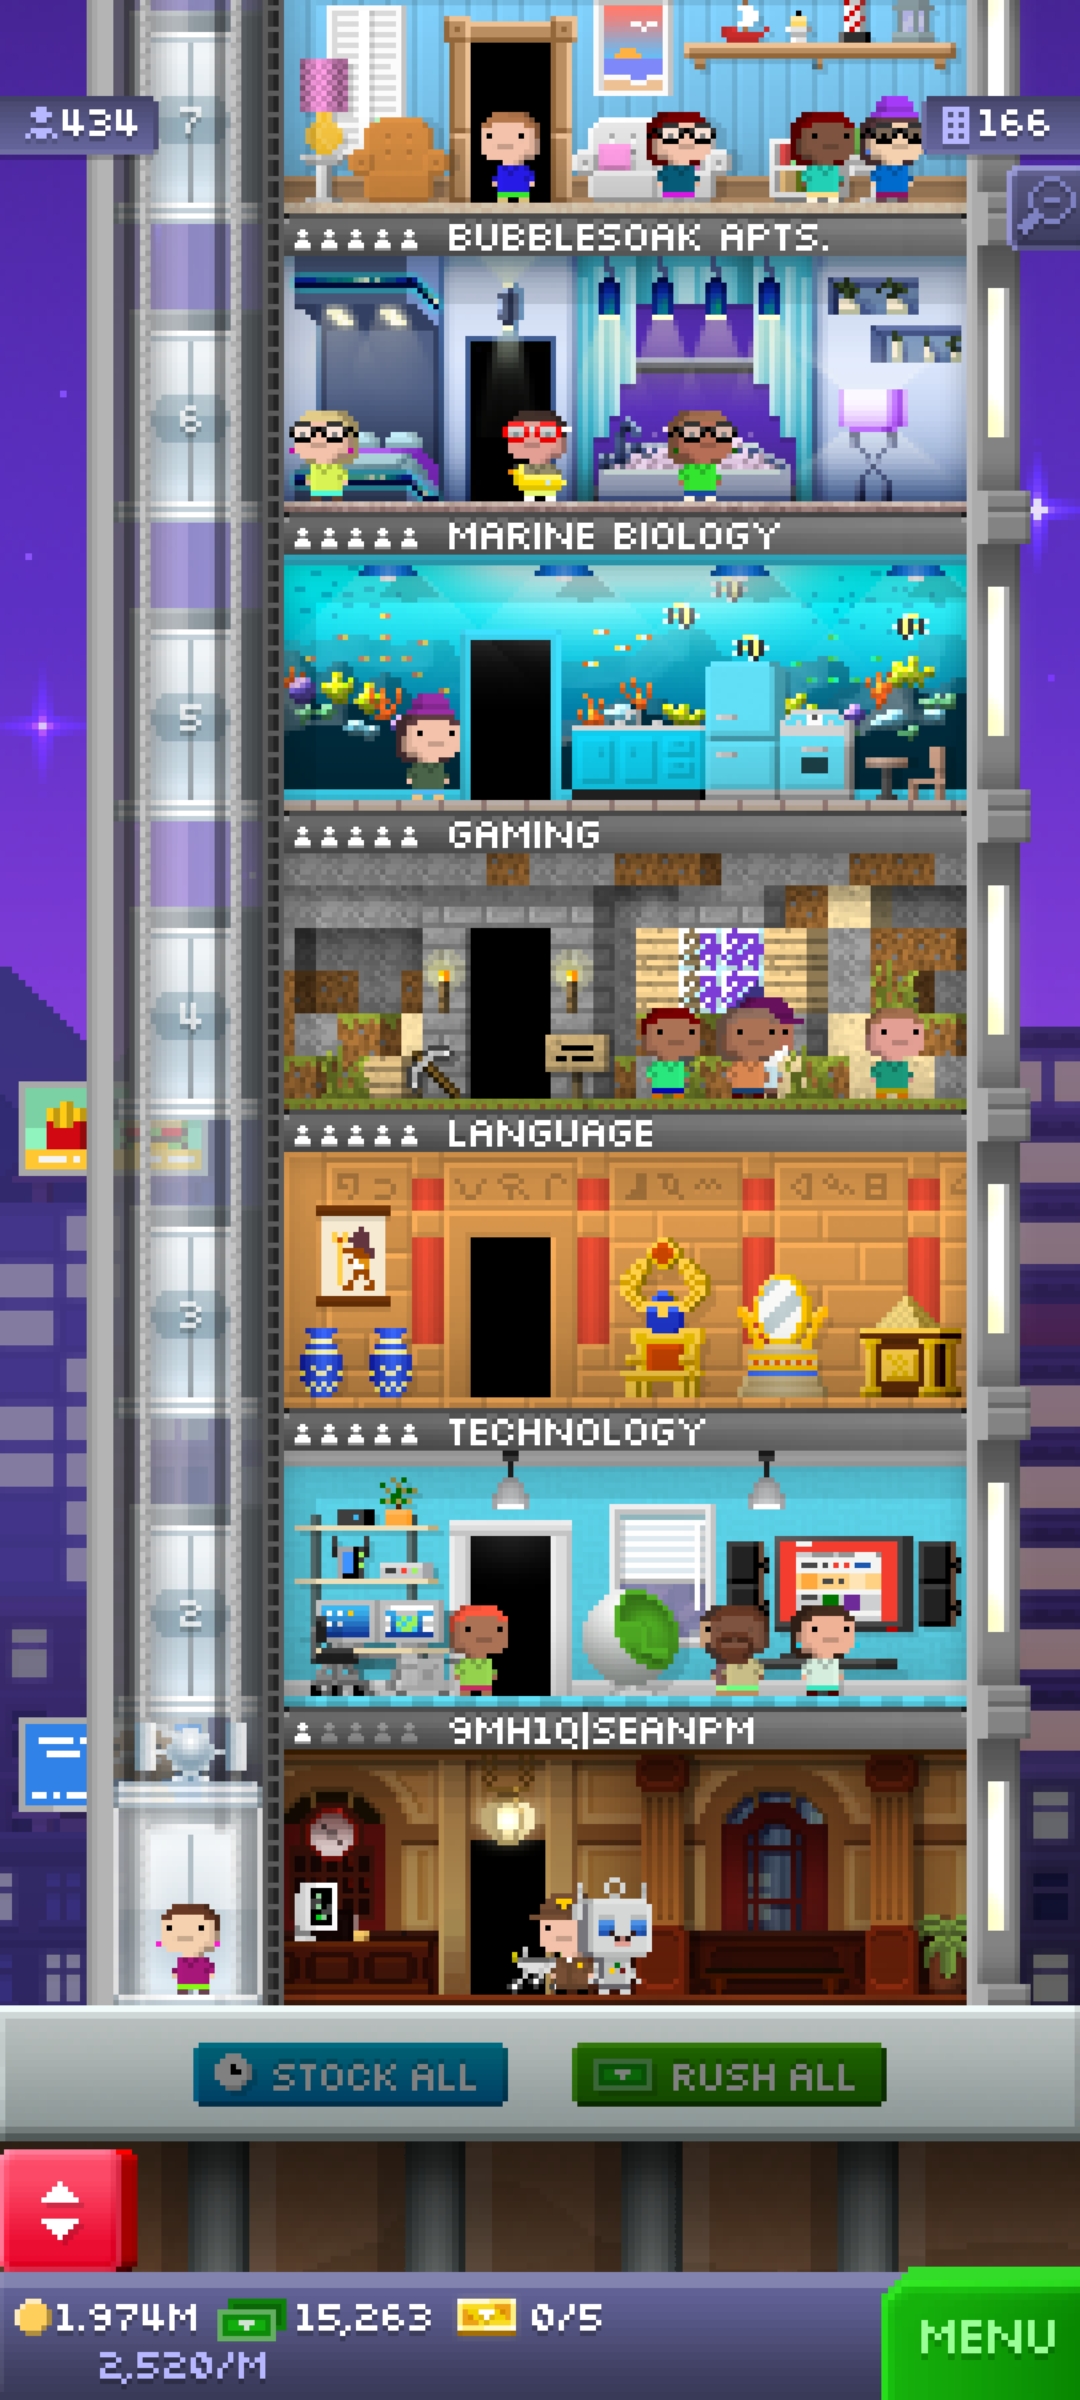 7
434
166
BUBBLESOAK APTS.
6
MARINE BIOLOGY
5
GAMING
4
LANGUAGE
3
TECHNOLOGY
2
9MH1Q|SEANPM
STOCK ALL
RUSH ALL
1.974M
15,263
0/5
2,520/M
MENU